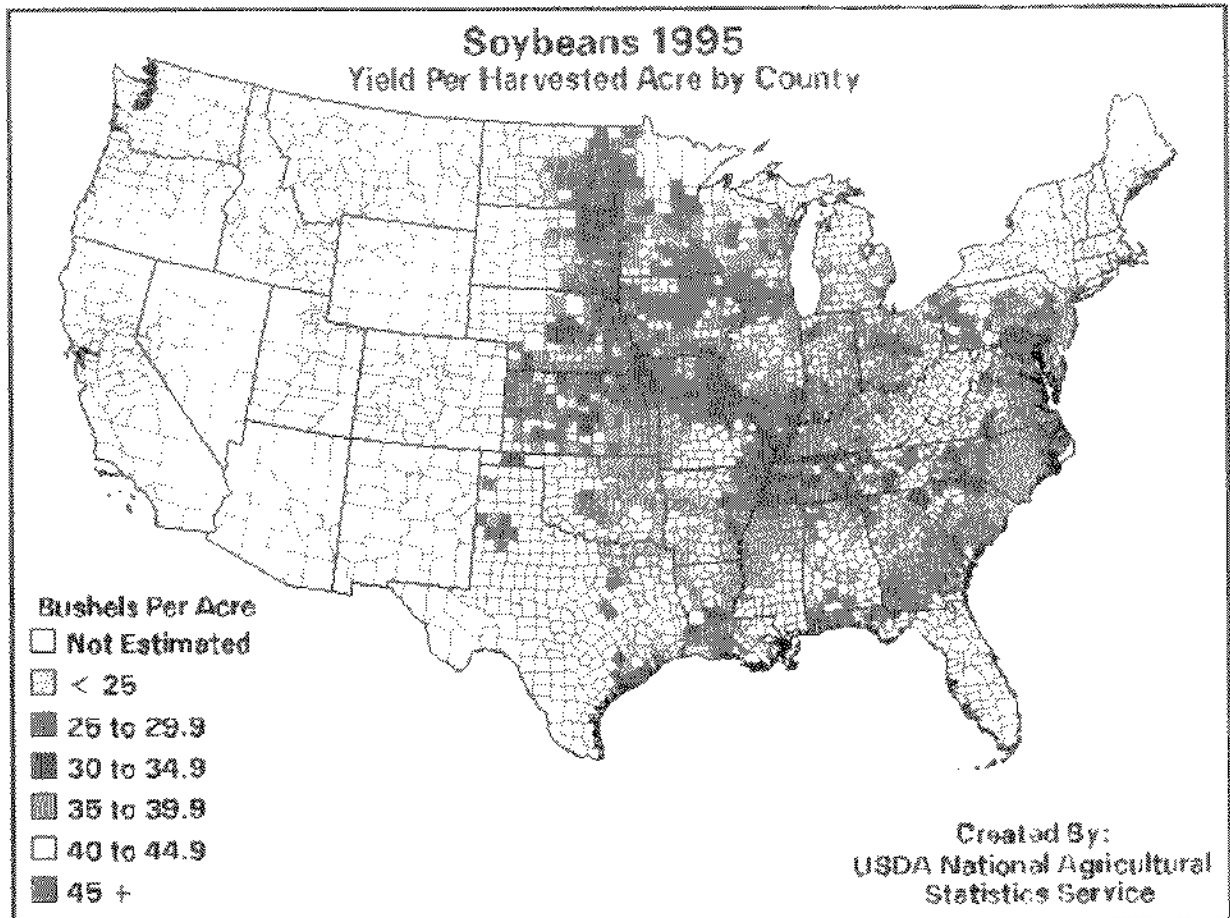 Soybeans 1995
Yield Per Harvested Acre by County
Bushels Per Acre
Not Estimated
< 25
25 to 29.9
30 to 34.9
35 to 39.9
40 to 44.9
45 +
Created By:
USDA National Agricultural
Statistics Service